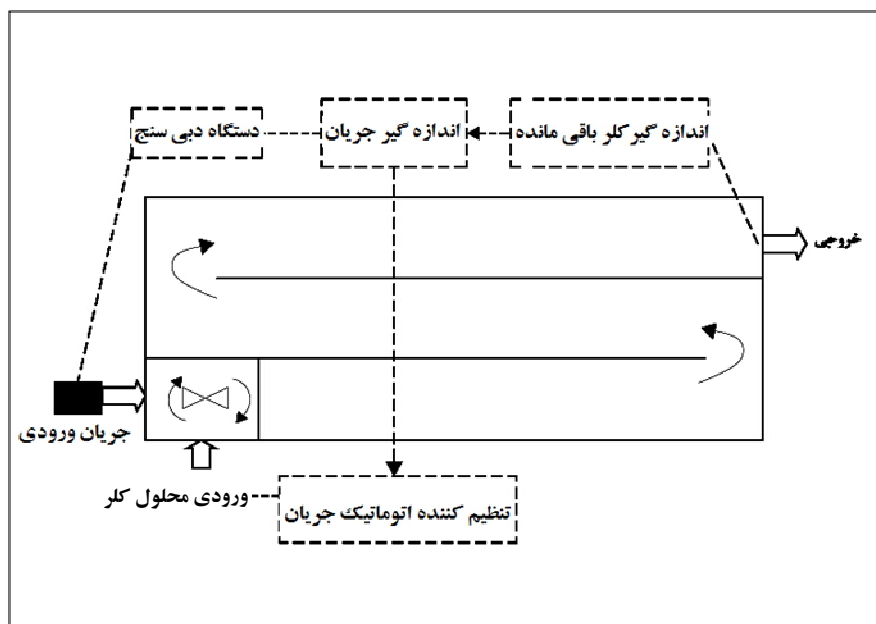 اندازه گیر کلر باقی مانده
اندازه گیر جریان
دستگاه دبی سنج
خروجی
جریان ورودی
ورودی محلول کلر
تنظیم کننده اتوماتیک جریان